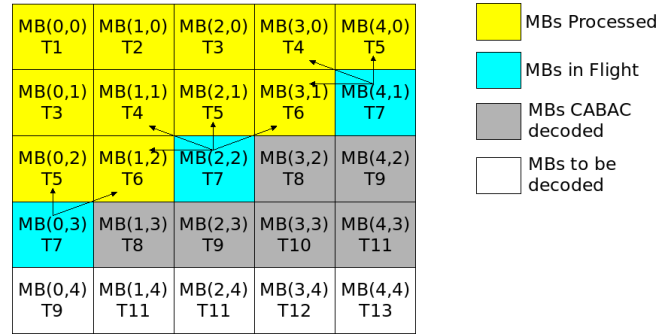 MB(0,0) MB(1,0) MB(2,0) MB(3,0) MB(4,0)
T1 T2 T3 T4 T5
MB(0,1) MB(1,1) MB(2,1) MB(3,1) MB(4,1)
T3 T4 T5 T6 T7
MB(0,2) MB(1,2) MB(2,2) MB(3,2) MB(4,2)
T5 T6 T7 T8 T9
MB(0,3) MB(1,3) MB(2,3) MB(3,3) MB(4,3)
T7 T8 T9 T10 T11
MB(0,4) MB(1,4) MB(2,4) MB(3,4) MB(4,4)
T9 T11 T11 T12 T13
MBs Processed
MBs in Flight
MBs CABAC
decoded
MBs to be
decoded